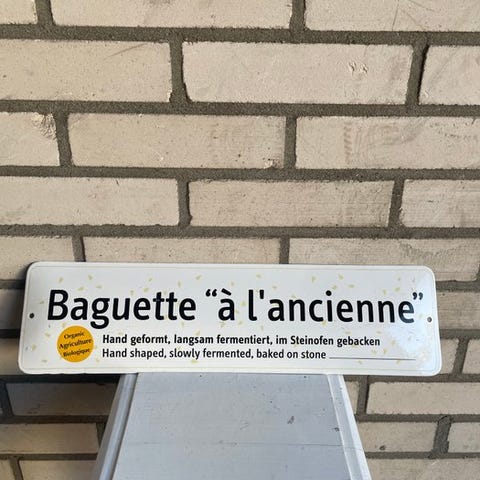 Baguette “à l'ancienne”
Organic
Agriculture
Biologique
Hand geformt, langsam fermentiert, im Steinofen gebacken
Hand shaped, slowly fermented, baked on stone